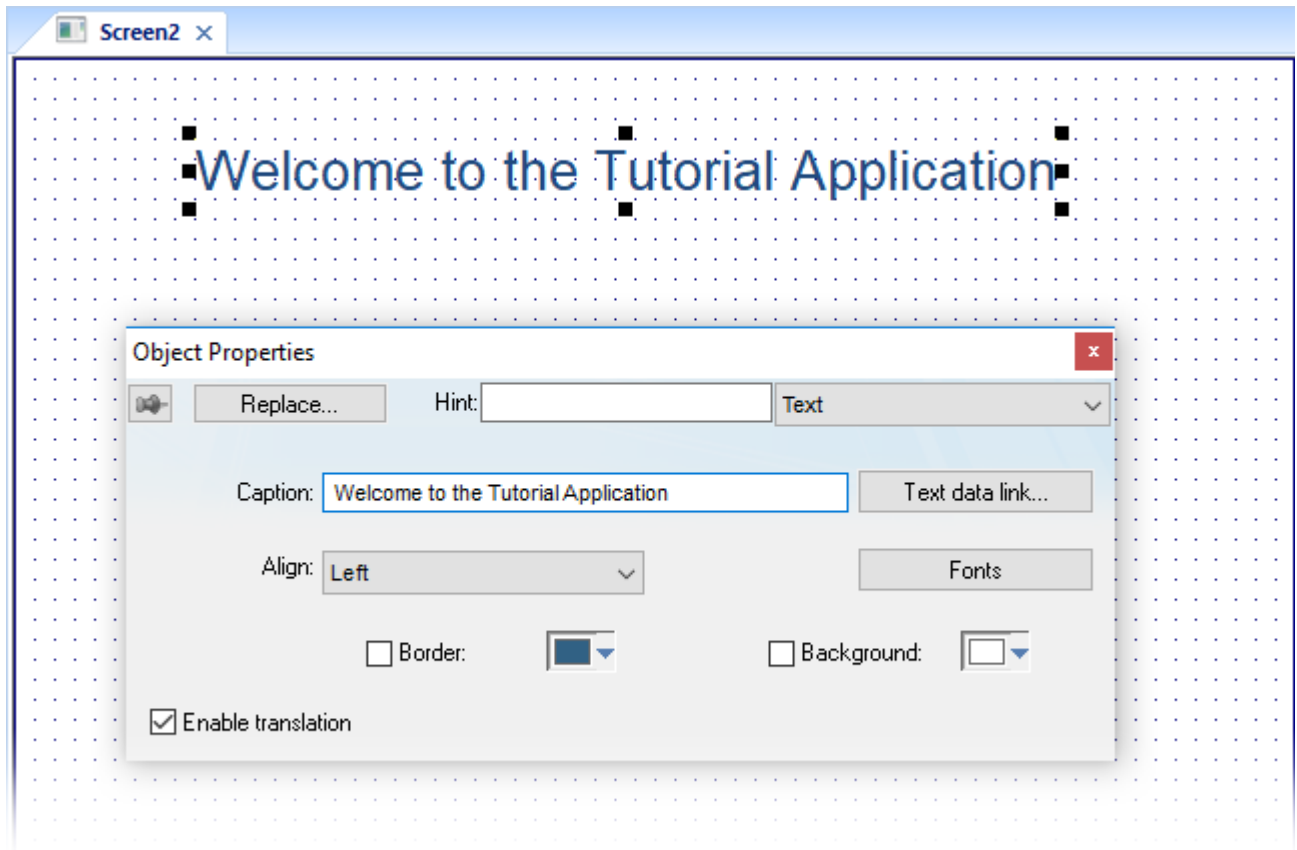 Screen2
Welcome to the Tutorial Application
Object Properties
x
Replace... Hint: Text
Caption: Welcome to the Tutorial Application Text data link...
Align: Left Fonts
Border: Background:
Enable translation